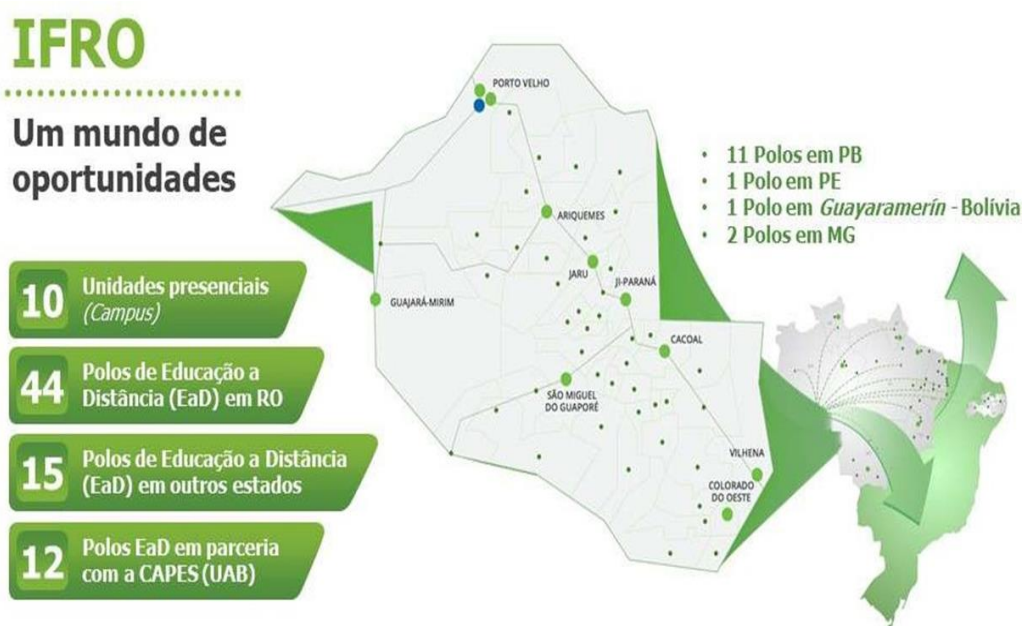 IFRO
Um mundo de
oportunidades
10
Unidades presenciais
(Campus)
44
Polos de Educação a
Distância (EaD) em RO
15
Polos de Educação a Distância
(EaD) em outros estados
12
Polos EaD em parceria
com a CAPES (UAB)
PORTO VELHO
ARIQUEMES
JARU
JI-PARANÁ
GUAJARÁ-MIRIM
CACOAL
SÃO MIGUEL
DO GUAPORÉ
VILHENA
COLORADO
DO OESTE
• 11 Polos em PB
• 1 Polo em PE
• 1 Polo em Guayaramerín - Bolívia
• 2 Polos em MG